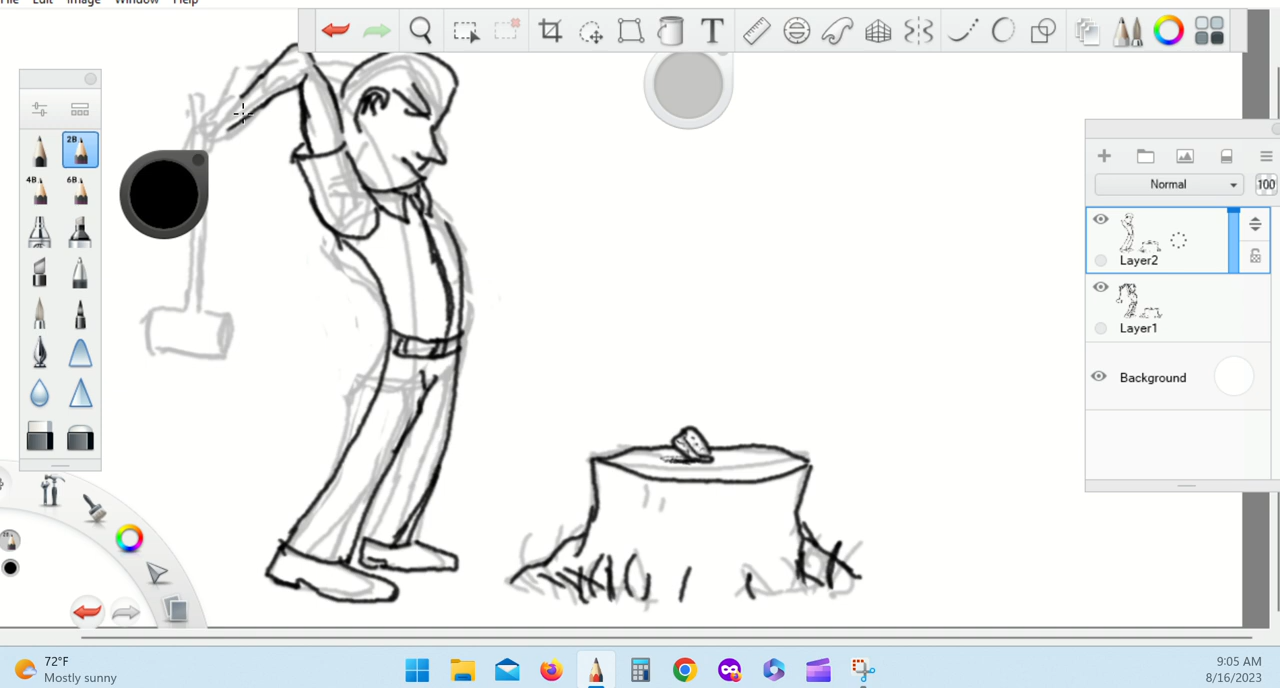 File Edit Image Window Help
T
2B
4B 6B
Normal 100
Layer2
Layer1
Background
72°F
Mostly sunny
9:05 AM
8/16/2023